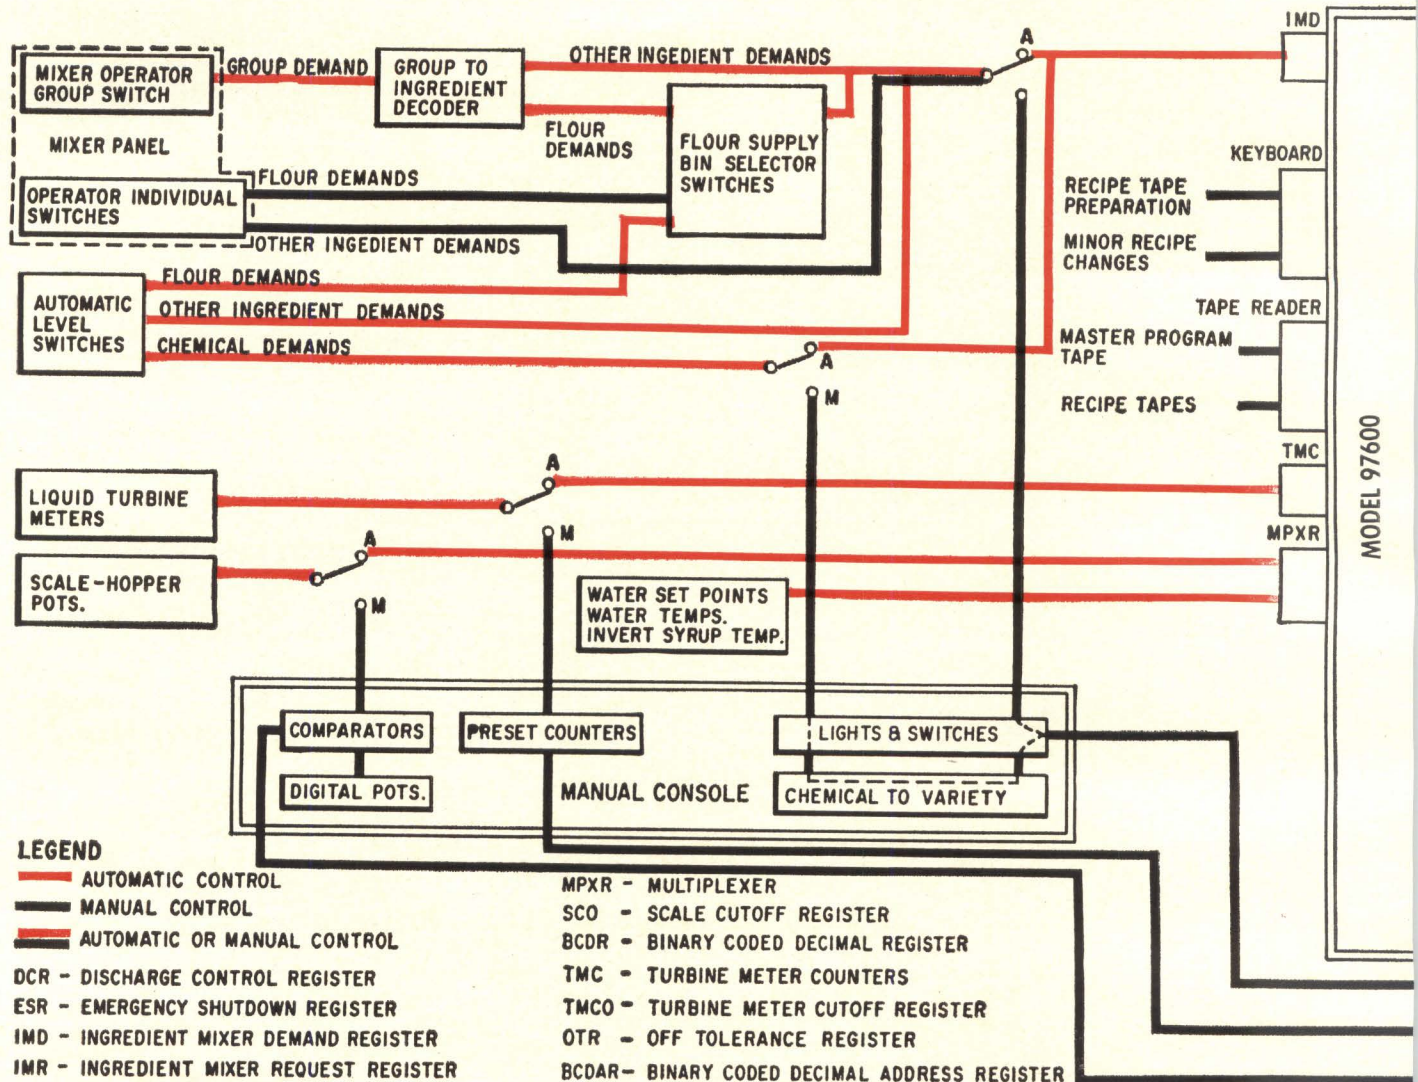 IMD
A
OTHER INGEDIENT DEMANDS
GROUP DEMAND
MIXER OPERATOR
GROUP SWITCH
GROUP TO
INGREDIENT
DECODER
MIXER PANEL
FLOUR
DEMANDS
FLOUR SUPPLY
BIN SELECTOR
SWITCHES
KEYBOARD
FLOUR DEMANDS
OPERATOR INDIVIDUAL
SWITCHES
OTHER INGEDIENT DEMANDS
RECIPE TAPE
PREPARATION
MINOR RECIPE
CHANGES
FLOUR DEMANDS
AUTOMATIC
LEVEL
SWITCHES
OTHER INGREDIENT DEMANDS
CHEMICAL DEMANDS
A
M
TAPE READER
MASTER PROGRAM
TAPE
RECIPE TAPES
MODEL 97600
TMC
A
LIQUID TURBINE
METERS
M
MPXR
A
SCALE-HOPPER
POTS.
M
WATER SET POINTS
WATER TEMPS.
INVERT SYRUP TEMP.
COMPARATORS
PRESET COUNTERS
LIGHTS & SWITCHES
DIGITAL POTS.
MANUAL CONSOLE
CHEMICAL TO VARIETY
LEGEND
AUTOMATIC CONTROL
MANUAL CONTROL
AUTOMATIC OR MANUAL CONTROL
DCR - DISCHARGE CONTROL REGISTER
ESR - EMERGENCY SHUTDOWN REGISTER
IMD - INGREDIENT MIXER DEMAND REGISTER
IMR - INGREDIENT MIXER REQUEST REGISTER
MPXR - MULTIPLEXER
SCO - SCALE CUTOFF REGISTER
BCDR - BINARY CODED DECIMAL REGISTER
TMC - TURBINE METER COUNTERS
TMCO - TURBINE METER CUTOFF REGISTER
OTR - OFF TOLERANCE REGISTER
BCDAR- BINARY CODED DECIMAL ADDRESS REGISTER